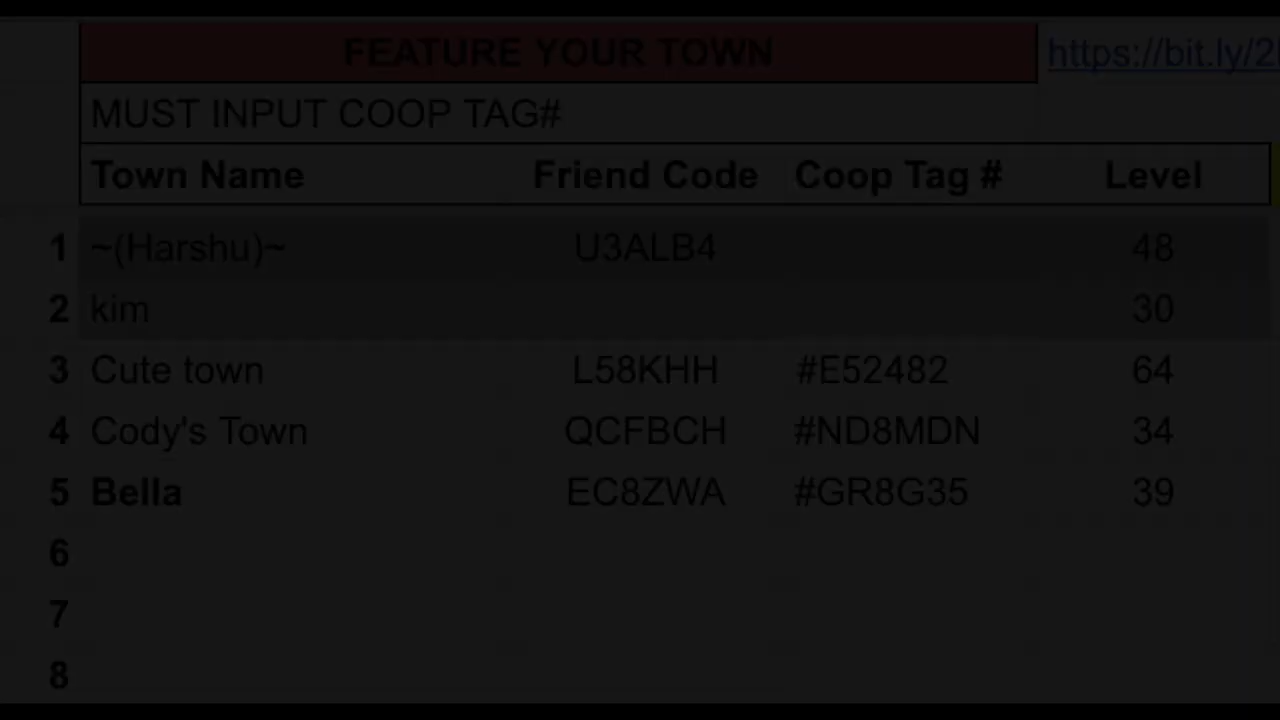 FEATURE YOUR TOWN https://bit.ly/2
MUST INPUT COOP TAG#
Town Name Friend Code Coop Tag # Level
1 ~(Harshu)~ U3ALB4 48
2 kim 30
3 Cute town L58KHH #E52482 64
4 Cody's Town QCFBCH #ND8MDN 34
5 Bella EC8ZWA #GR8G35 39
6
7
8